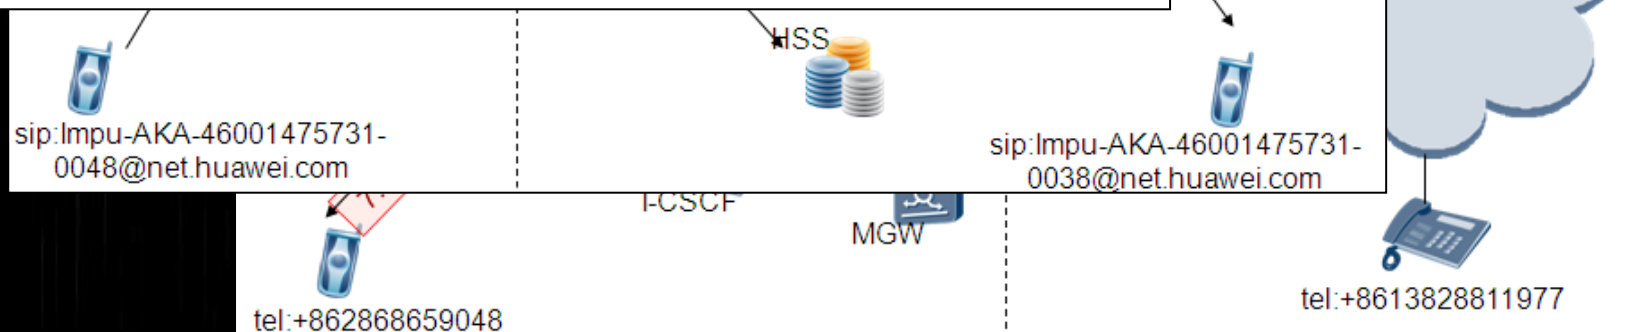 HSS
sip:Impu-AKA-46001475731-
0048@net.huawei.com
sip:Impu-AKA-46001475731-
0038@net.huawei.com
I-CSCF
MGW
tel:+8613828811977
tel:+862868659048